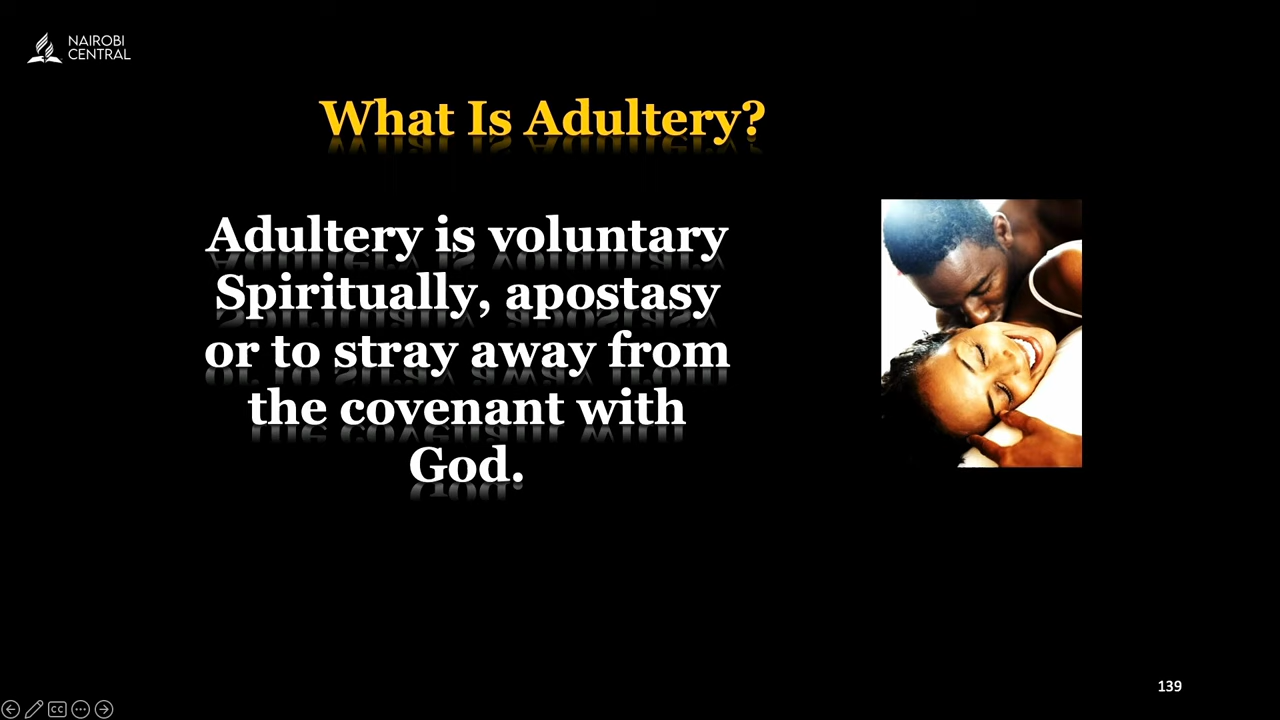 NAIROBI
CENTRAL
What Is Adultery?
Adultery is voluntary
Spiritually, apostasy
or to stray away from
the covenant with
God.
139
CC